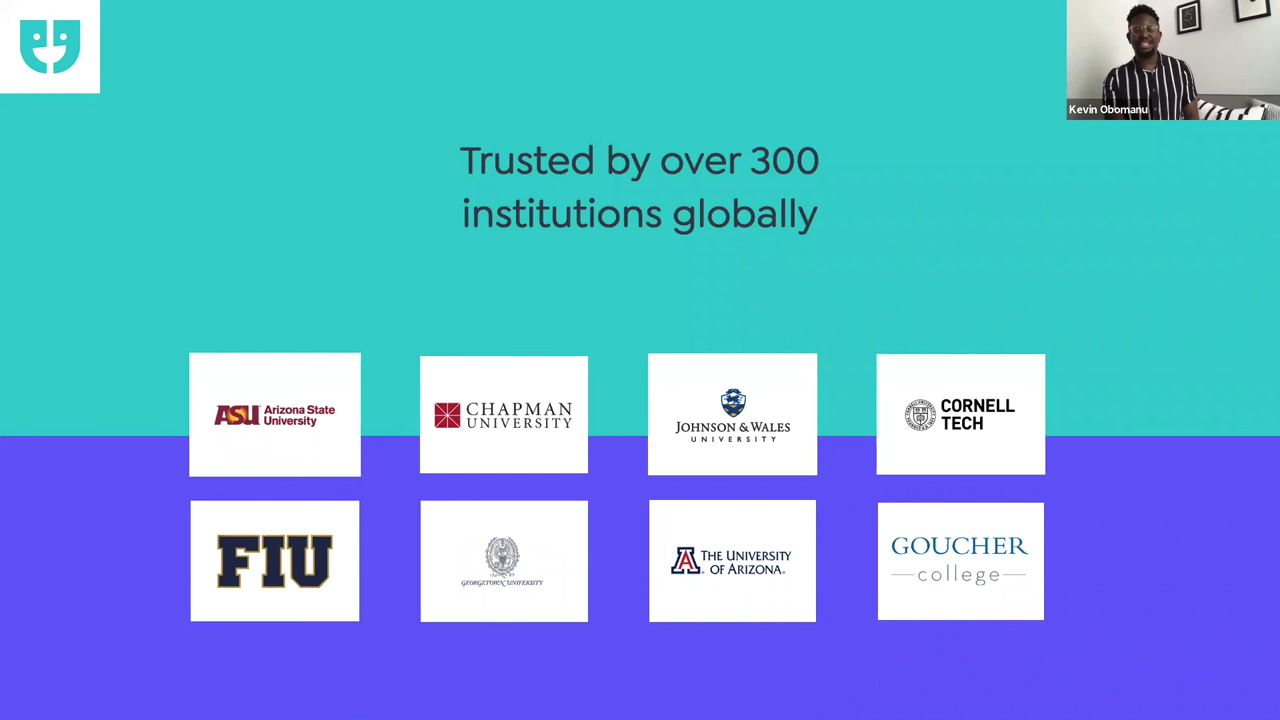 Kevin Obomanu
Trusted by over 300
institutions globally
ASU Arizona State
University
CHAPMAN
UNIVERSITY
JOHNSON & WALES
UNIVERSITY
CORNELL
TECH
FIU
GEORGETOWN UNIVERSITY
THE UNIVERSITY
OF ARIZONA
GOUCHER
college